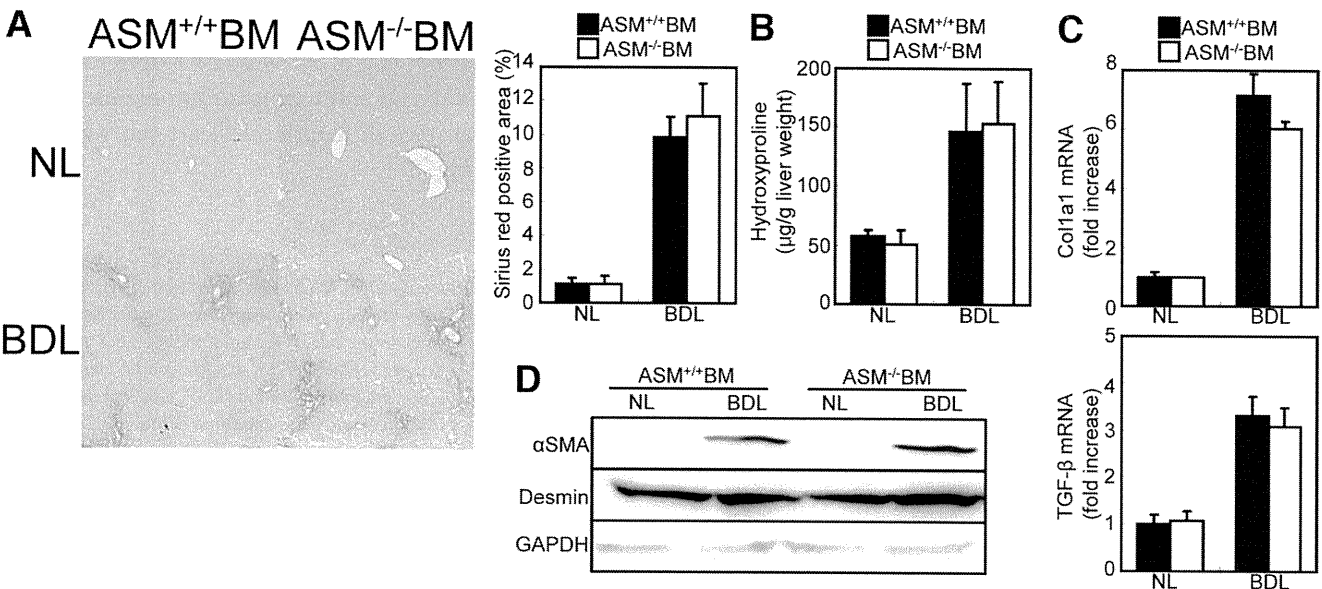 A
ASM+/+BM ASM-/-BM
NL
BDL
ASM+/+BM
ASM-/-BM
Sirius red positive area (%)
14
12
10
8
6
4
2
0
NL BDL
B
ASM+/+BM
ASM-/-BM
Hydroxyproline
(µg/g liver weight)
200
150
100
50
0
NL BDL
C
ASM+/+BM
ASM-/-BM
Col1a1 mRNA
(fold increase)
8
6
4
2
0
NL BDL
TGF-β mRNA
(fold increase)
5
4
3
2
1
0
NL BDL
D
ASM+/+BM ASM-/-BM
NL BDL NL BDL
αSMA
Desmin
GAPDH